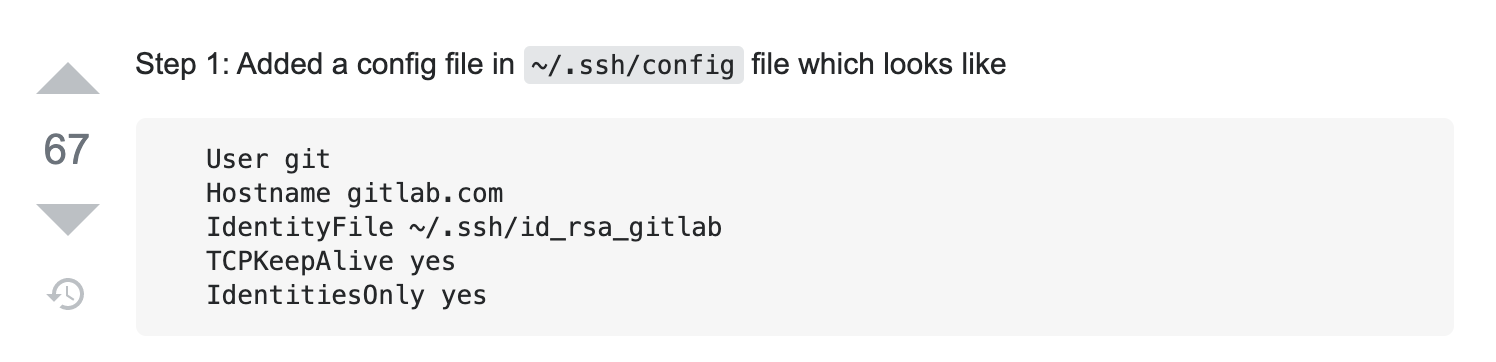 Step 1: Added a config file in ~/.ssh/config file which looks like
67
User git
Hostname gitlab.com
IdentityFile ~/.ssh/id_rsa_gitlab
TCPKeepAlive yes
IdentitiesOnly yes